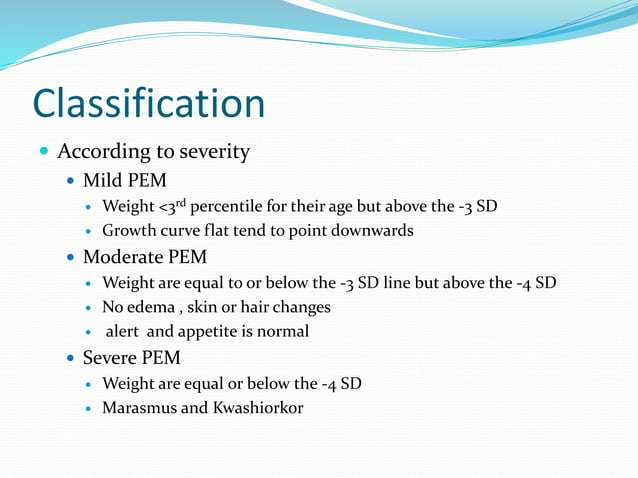 Classification
• According to severity
• Mild PEM
• Weight <3rd percentile for their age but above the -3 SD
• Growth curve flat tend to point downwards
• Moderate PEM
• Weight are equal to or below the -3 SD line but above the -4 SD
• No edema , skin or hair changes
• alert and appetite is normal
• Severe PEM
• Weight are equal or below the -4 SD
• Marasmus and Kwashiorkor